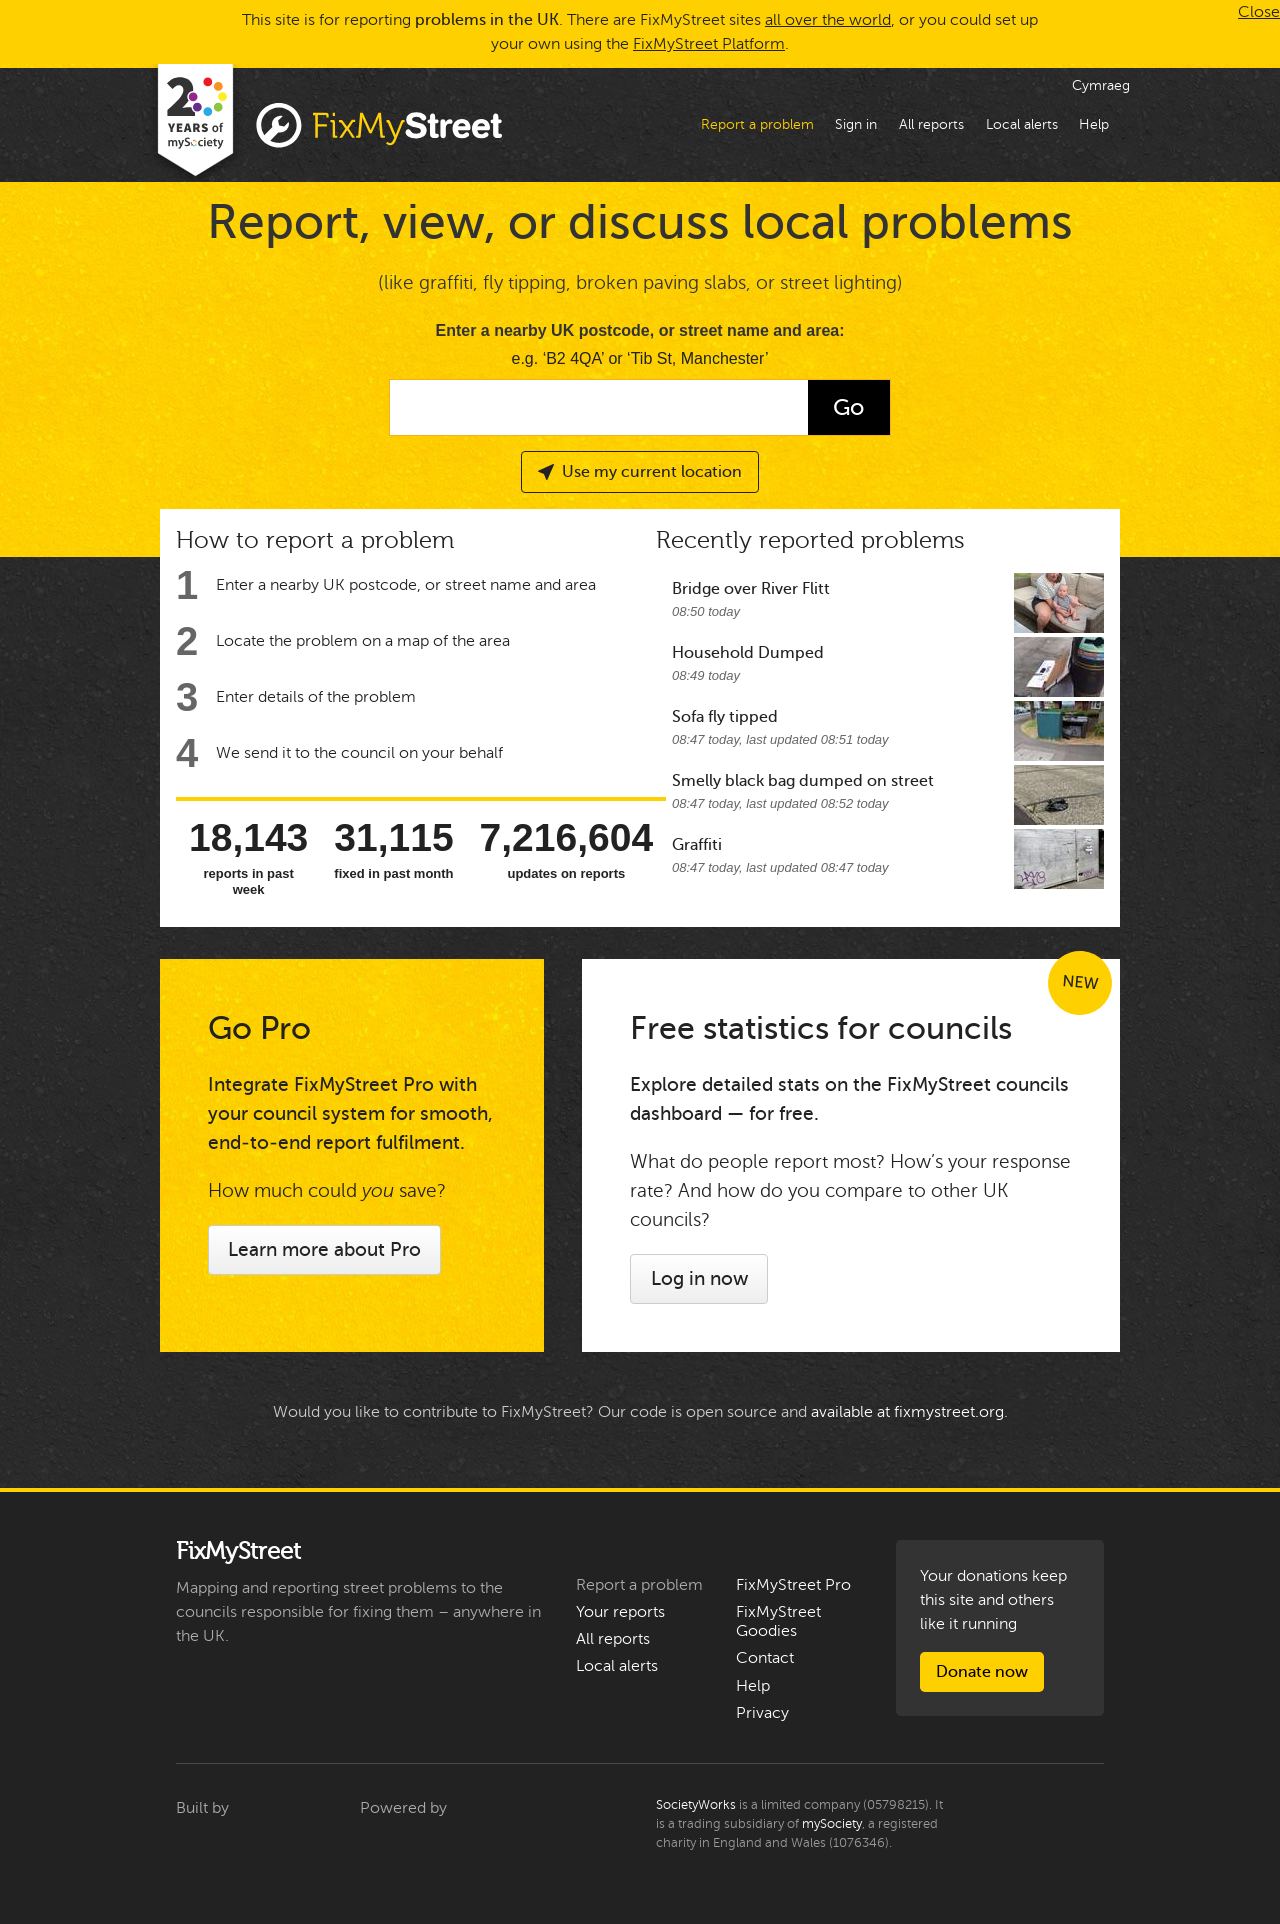 This site is for reporting problems in the UK. There are FixMyStreet sites all over the world, or you could set up
your own using the FixMyStreet Platform.
Close
20
YEARS of
mySociety
FixMyStreet
Cymraeg
Report a problem
Sign in
All reports
Local alerts
Help
Report, view, or discuss local problems
(like graffiti, fly tipping, broken paving slabs, or street lighting)
Enter a nearby UK postcode, or street name and area:
e.g. ‘B2 4QA’ or ‘Tib St, Manchester’
Go
Use my current location
How to report a problem
1 Enter a nearby UK postcode, or street name and area
2 Locate the problem on a map of the area
3 Enter details of the problem
4 We send it to the council on your behalf
18,143
reports in past
week
31,115
fixed in past month
7,216,604
updates on reports
Recently reported problems
Bridge over River Flitt
08:50 today
Household Dumped
08:49 today
Sofa fly tipped
08:47 today, last updated 08:51 today
Smelly black bag dumped on street
08:47 today, last updated 08:52 today
Graffiti
08:47 today, last updated 08:47 today
Go Pro
Integrate FixMyStreet Pro with
your council system for smooth,
end-to-end report fulfilment.
How much could you save?
Learn more about Pro
NEW
Free statistics for councils
Explore detailed stats on the FixMyStreet councils
dashboard — for free.
What do people report most? How’s your response
rate? And how do you compare to other UK
councils?
Log in now
Would you like to contribute to FixMyStreet? Our code is open source and available at fixmystreet.org.
FixMyStreet
Mapping and reporting street problems to the
councils responsible for fixing them – anywhere in
the UK.
Report a problem
Your reports
All reports
Local alerts
FixMyStreet Pro
FixMyStreet
Goodies
Contact
Help
Privacy
Your donations keep
this site and others
like it running
Donate now
Built by
Powered by
SocietyWorks is a limited company (05798215). It
is a trading subsidiary of mySociety, a registered
charity in England and Wales (1076346).